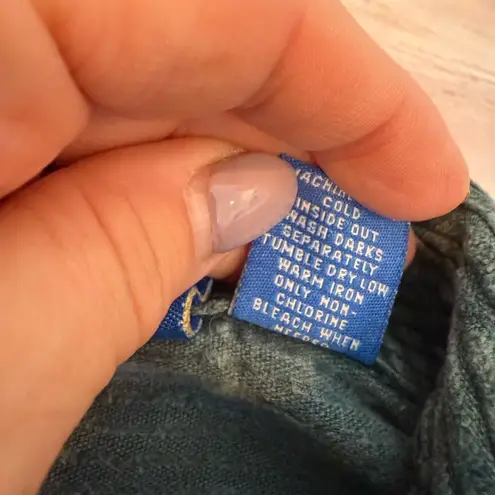 COLD
INSIDE OUT
WASH DARKS
SEPARATELY
TUMBLE DRY LOW
WARM IRON
ONLY NON-
CHLORINE
BLEACH WHEN